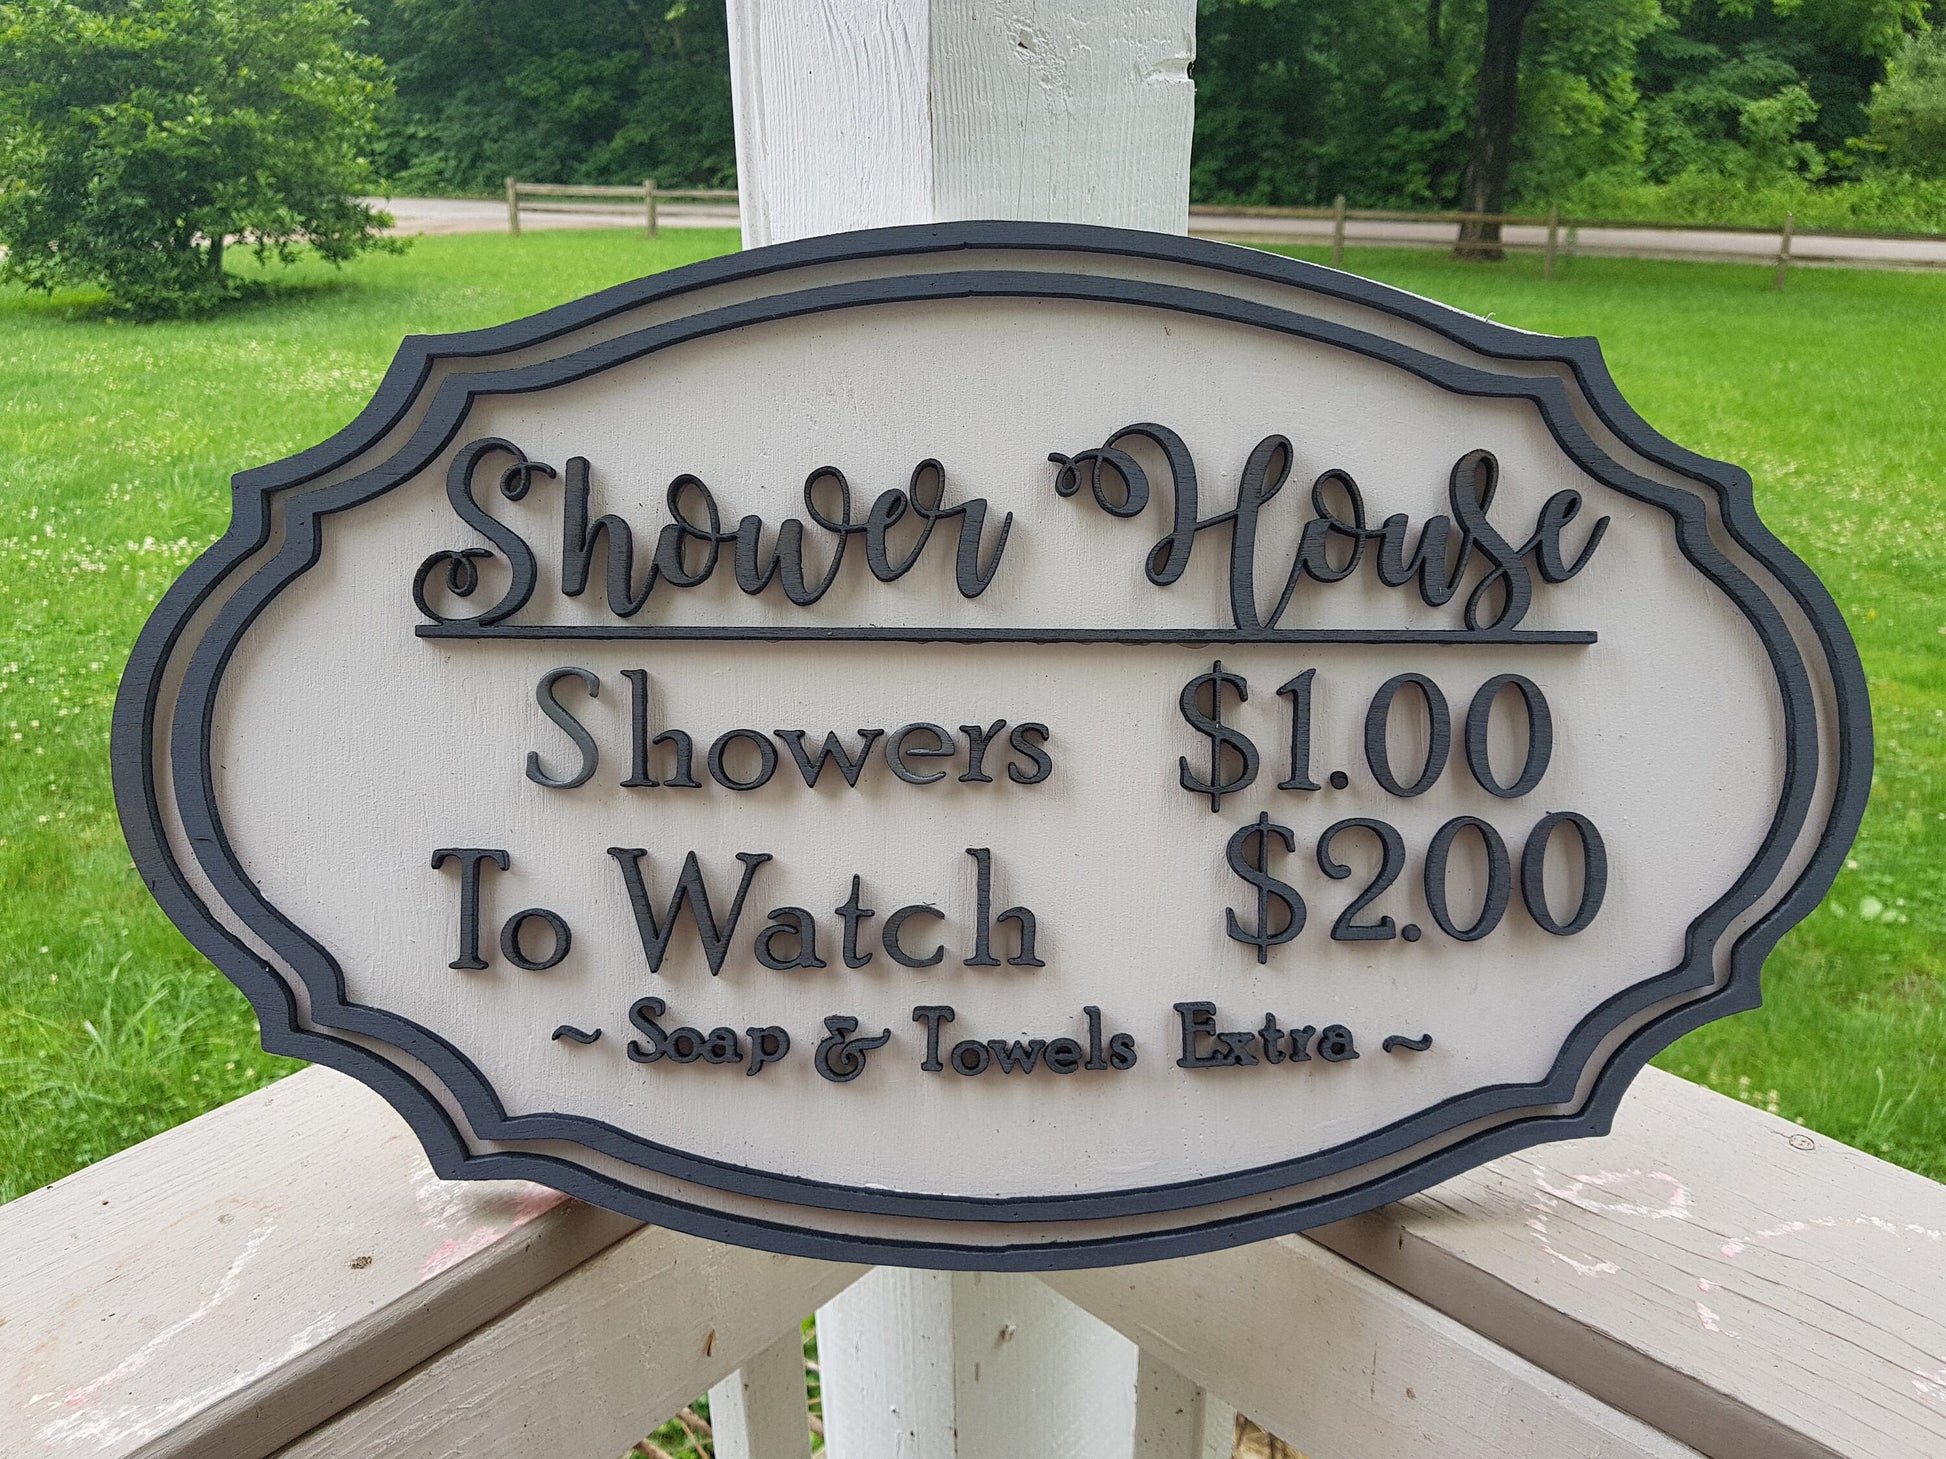 Shower House
Showers $1.00
To Watch $2.00
~ Soap & Towels Extra ~